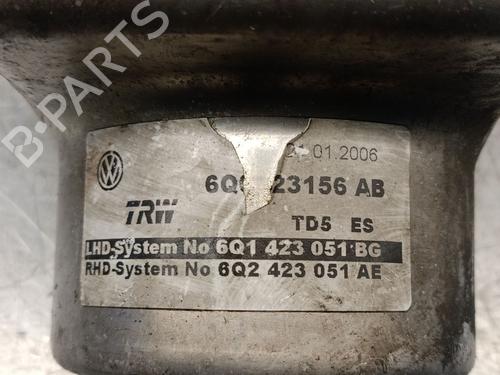 B-PARTS
01.2006
23156 AB
TRW
TD5 ES
LHD-System No 6Q1 423 051 BG
RHD-System No 6Q2 423 051 AE